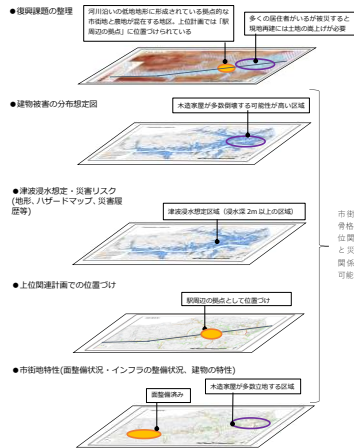 ●復興課題の整理
河川沿いの低地地形に形成されている拠点的な
市街地と農地が混在する地区。上位計画では「駅
周辺の拠点」に位置づけられている
多くの居住者がいるが被災すると
現地再建には土地の嵩上げが必要
●建物被害の分布想定図
木造家屋が多数倒壊する可能性が高い区域
●津波浸水想定・災害リスク
(地形、ハザードマップ、災害履
歴等)
津波浸水想定区域（浸水深 2m 以上の区域）
市街
骨格
位関
と災
関係
可能
●上位関連計画での位置づけ
駅周辺の拠点として位置づけ
●市街地特性(面整備状況・インフラの整備状況、建物の特性)
面整備済み
木造家屋が多数立地する区域